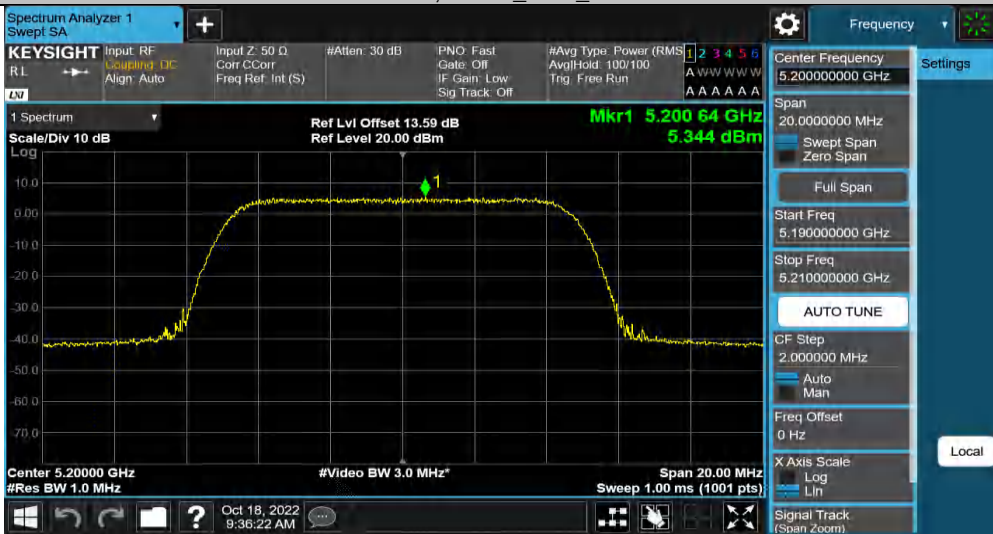 Spectrum Analyzer 1
Swept SA
+
Frequency
KEYSIGHT Input: RF Input Z: 50 Ω #Atten: 30 dB PNO: Fast #Avg Type: Power (RMS 1 2 3 4 5 6
RL Coupling: DC Corr CCorr Gate: Off Avg|Hold: 100/100 A W W W W W
Align: Auto Freq Ref: Int (S) IF Gain: Low Trig: Free Run
LXI Sig Track: Off A A A A A A
1 Spectrum
Scale/Div 10 dB
Log
Ref Lvl Offset 13.59 dB
Ref Level 20.00 dBm
Mkr1 5.200 64 GHz
5.344 dBm
1
10.0
0.00
-10.0
-20.0
-30.0
-40.0
-50.0
-60.0
-70.0
Center 5.20000 GHz #Video BW 3.0 MHz* Span 20.00 MHz
#Res BW 1.0 MHz Sweep 1.00 ms (1001 pts)
?
Oct 18, 2022
9:36:22 AM
Center Frequency
5.200000000 GHz
Settings
Span
20.0000000 MHz
Swept Span
Zero Span
Full Span
Start Freq
5.190000000 GHz
Stop Freq
5.210000000 GHz
AUTO TUNE
CF Step
2.000000 MHz
Auto
Man
Freq Offset
0 Hz
X Axis Scale
Log
Lin
Local
Signal Track
(Span Zoom)